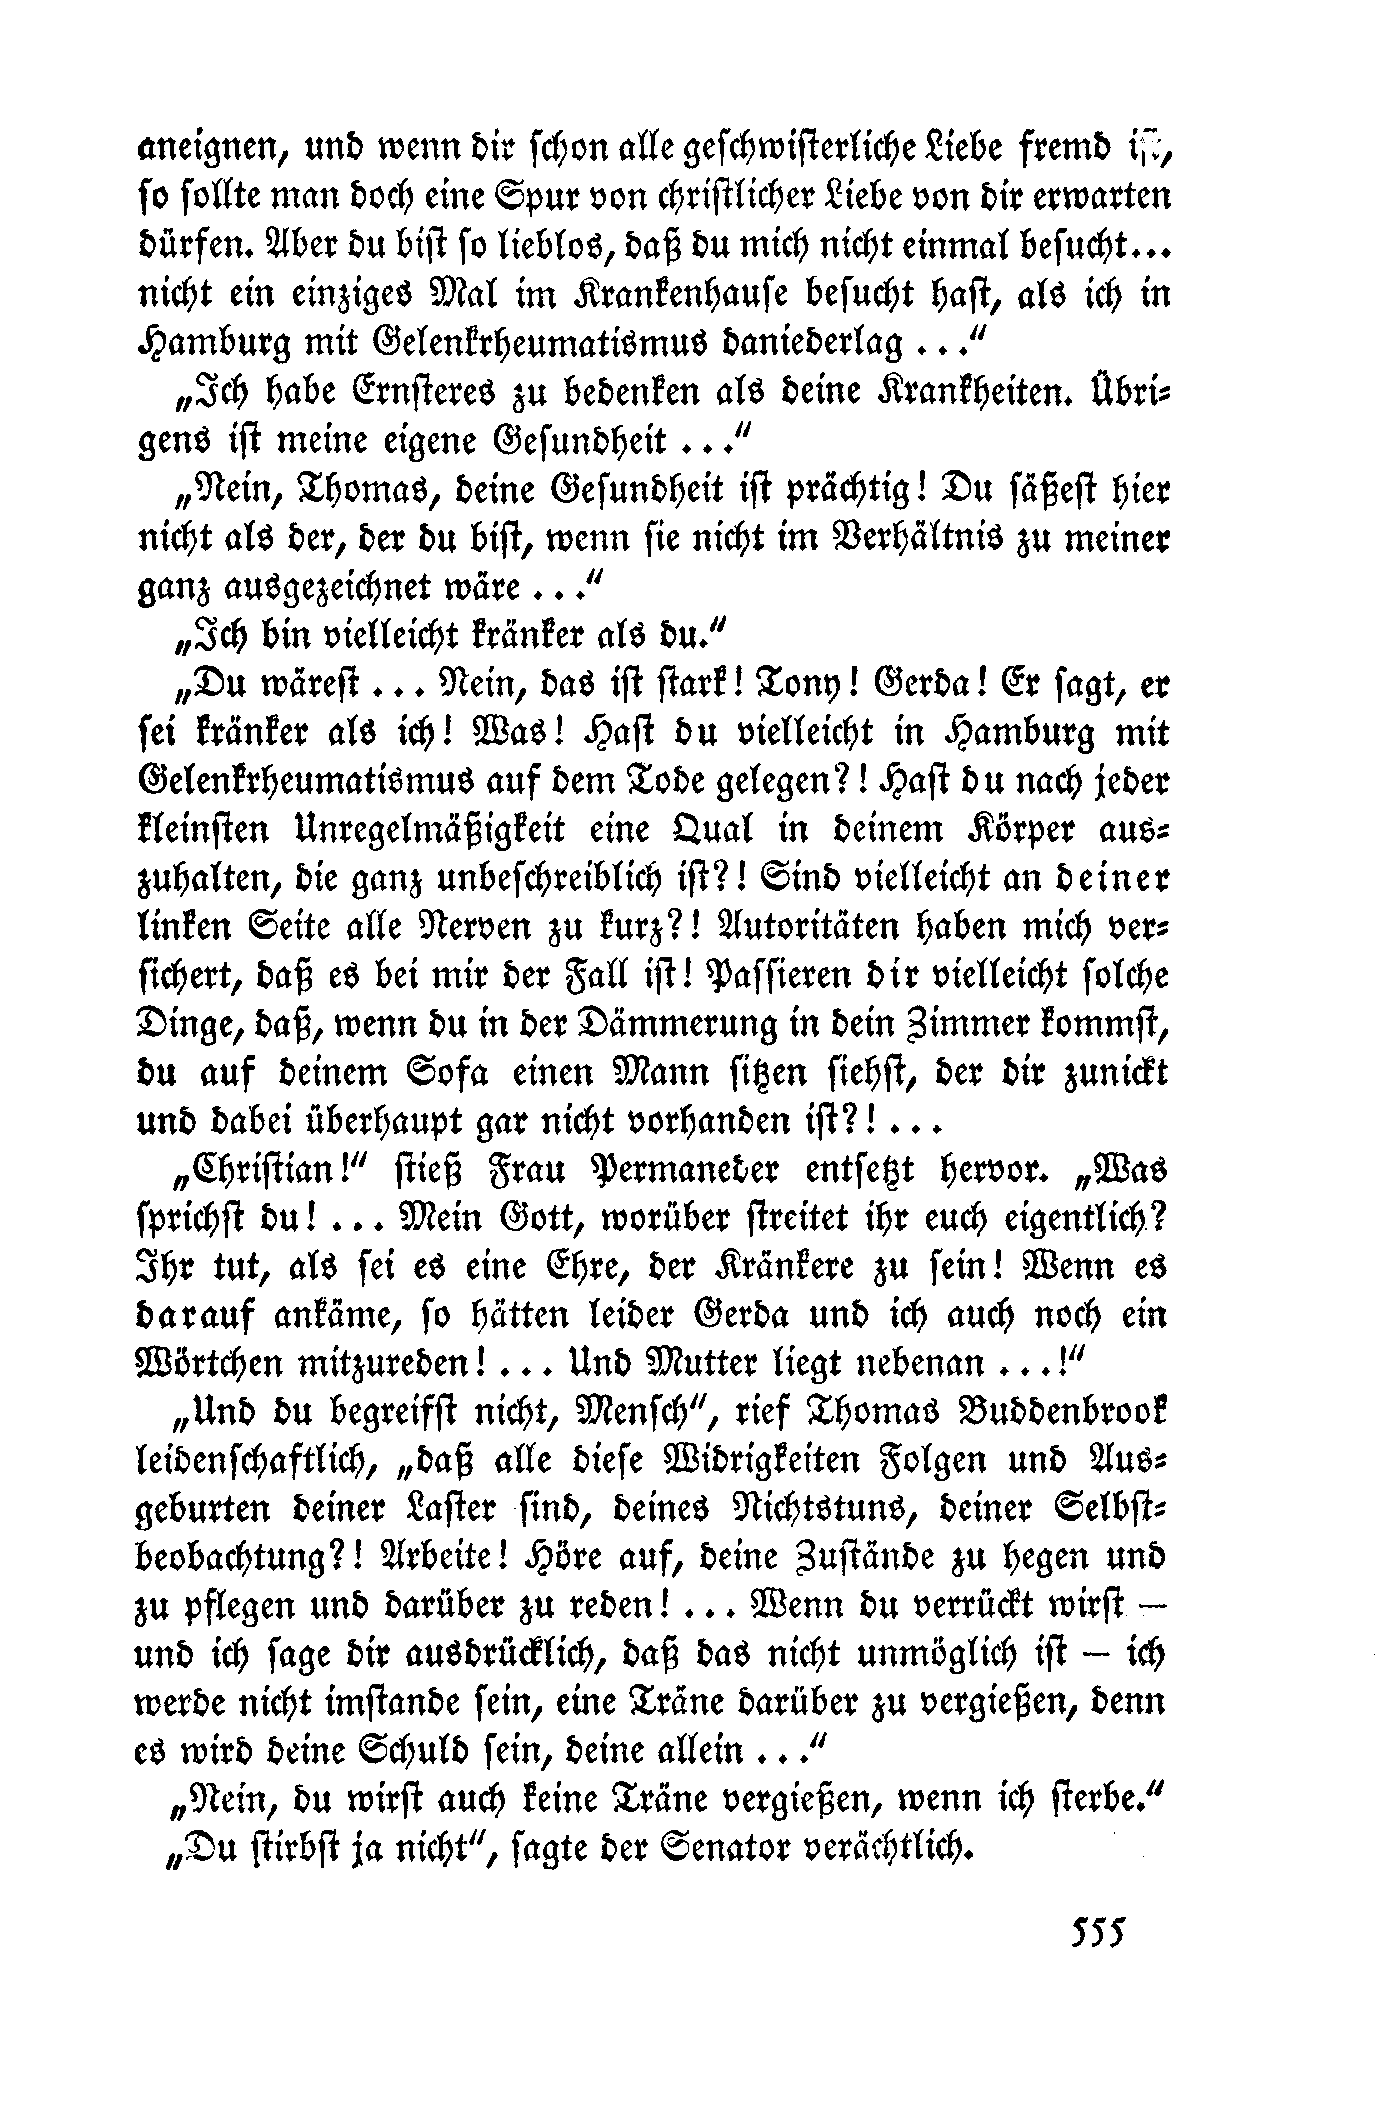 aneignen, und wenn dir schon alle geschwisterliche Liebe fremd ist,
so sollte man doch eine Spur von christlicher Liebe von dir erwarten
dürfen. Aber du bist so lieblos, daß du mich nicht einmal besucht...
nicht ein einziges Mal im Krankenhause besucht hast, als ich in
Hamburg mit Gelenkrheumatismus daniederlag ...“
„Ich habe Ernsteres zu bedenken als deine Krankheiten. Übri-
gens ist meine eigene Gesundheit ...“
„Nein, Thomas, deine Gesundheit ist prächtig! Du säßest hier
nicht als der, der du bist, wenn sie nicht im Verhältnis zu meiner
ganz ausgezeichnet wäre ...“
„Ich bin vielleicht kränker als du.“
„Du wärest ... Nein, das ist stark! Tony! Gerda! Er sagt, er
sei kränker als ich! Was! Hast du vielleicht in Hamburg mit
Gelenkrheumatismus auf dem Tode gelegen?! Hast du nach jeder
kleinsten Unregelmäßigkeit eine Qual in deinem Körper aus-
zuhalten, die ganz unbeschreiblich ist?! Sind vielleicht an deiner
linken Seite alle Nerven zu kurz?! Autoritäten haben mich ver-
sichert, daß es bei mir der Fall ist! Passieren dir vielleicht solche
Dinge, daß, wenn du in der Dämmerung in dein Zimmer kommst,
du auf deinem Sofa einen Mann sitzen siehst, der dir zunickt
und dabei überhaupt gar nicht vorhanden ist?! ...
„Christian!“ stieß Frau Permaneder entsetzt hervor. „Was
sprichst du! ... Mein Gott, worüber streitet ihr euch eigentlich?
Ihr tut, als sei es eine Ehre, der Kränkere zu sein! Wenn es
darauf ankäme, so hätten leider Gerda und ich auch noch ein
Wörtchen mitzureden! ... Und Mutter liegt nebenan ...!“
„Und du begreifst nicht, Mensch“, rief Thomas Buddenbrook
leidenschaftlich, „daß alle diese Widrigkeiten Folgen und Aus-
geburten deiner Laster sind, deines Nichtstuns, deiner Selbst-
beobachtung?! Arbeite! Höre auf, deine Zustände zu hegen und
zu pflegen und darüber zu reden! ... Wenn du verrückt wirst —
und ich sage dir ausdrücklich, daß das nicht unmöglich ist — ich
werde nicht imstande sein, eine Träne darüber zu vergießen, denn
es wird deine Schuld sein, deine allein ...“
„Nein, du wirst auch keine Träne vergießen, wenn ich sterbe.“
„Du stirbst ja nicht“, sagte der Senator verächtlich.
555